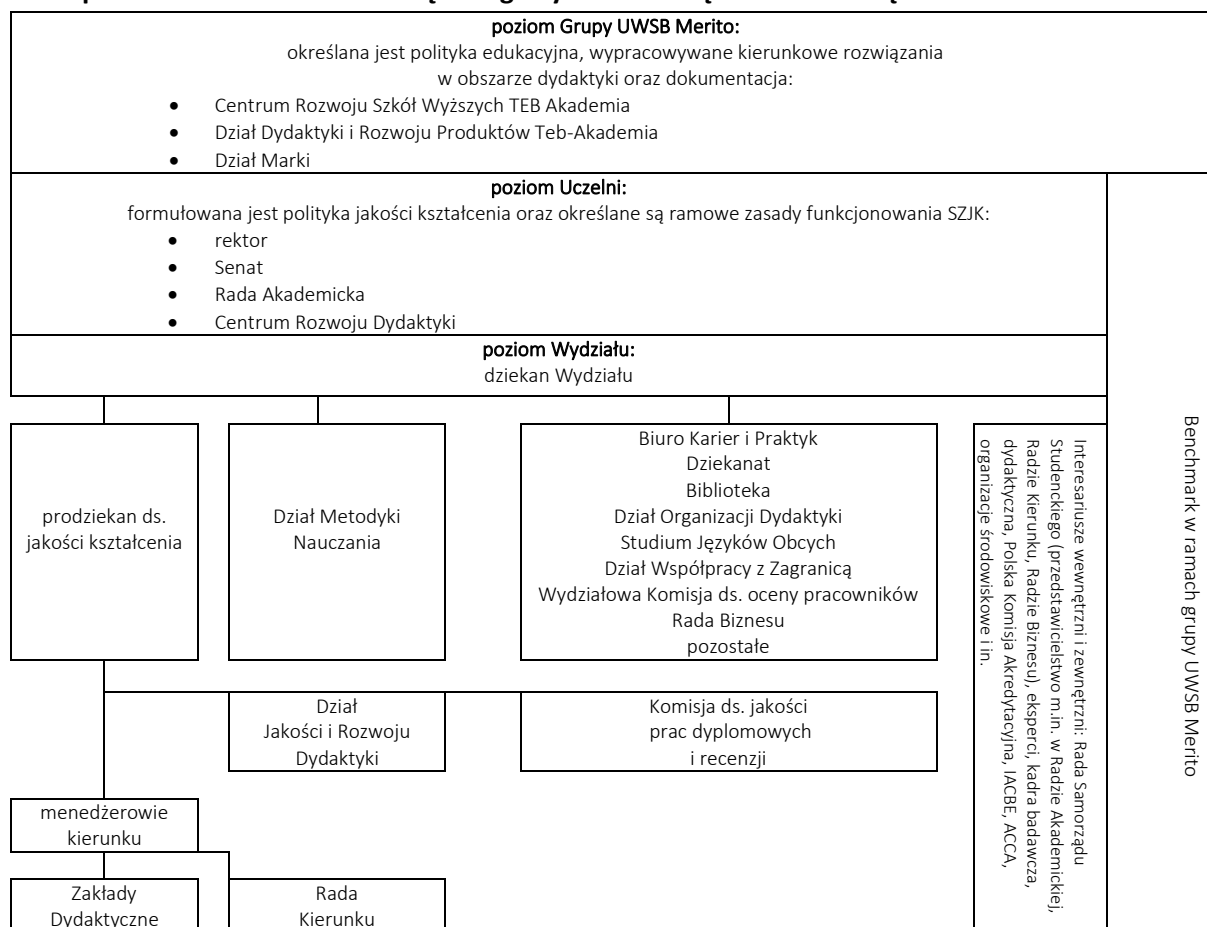 poziom Grupy UWSB Merito:
określana jest polityka edukacyjna, wypracowywane kierunkowe rozwiązania
w obszarze dydaktyki oraz dokumentacja:
• Centrum Rozwoju Szkół Wyższych TEB Akademia
• Dział Dydaktyki i Rozwoju Produktów Teb-Akademia
• Dział Marki
poziom Uczelni:
formułowana jest polityka jakości kształcenia oraz określane są ramowe zasady funkcjonowania SZJK:
• rektor
• Senat
• Rada Akademicka
• Centrum Rozwoju Dydaktyki
poziom Wydziału:
dziekan Wydziału
prodziekan ds.
jakości kształcenia
Dział Metodyki
Nauczania
Biuro Karier i Praktyk
Dziekanat
Biblioteka
Dział Organizacji Dydaktyki
Studium Języków Obcych
Dział Współpracy z Zagranicą
Wydziałowa Komisja ds. oceny pracowników
Rada Biznesu
pozostałe
Interesariusze wewnętrzni i zewnętrzni: Rada Samorządu
Studenckiego (przedstawicielstwo m.in. w Radzie Akademickiej,
Radzie Kierunku, Radzie Biznesu), eksperci, kadra badawcza,
dydaktyczna, Polska Komisja Akredytacyjna, IACBE, ACCA,
organizacje środowiskowe i in.
Benchmark w ramach grupy UWSB Merito
Dział
Jakości i Rozwoju
Dydaktyki
Komisja ds. jakości
prac dyplomowych
i recenzji
menedżerowie
kierunku
Zakłady
Dydaktyczne
Rada
Kierunku